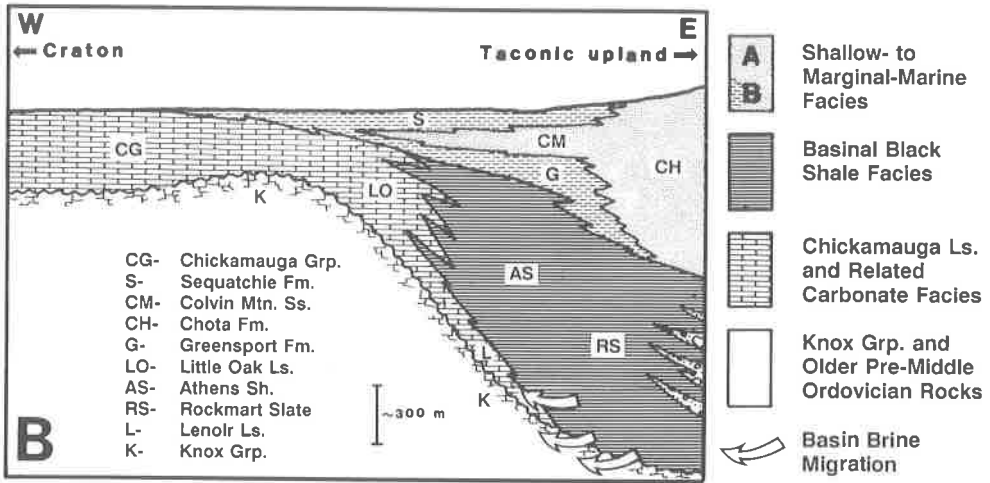 W
E
Craton
Taconic upland
S
CM
CG
G
CH
LO
K
AS
CG- Chickamauga Grp.
S- Sequatchie Fm.
CM- Colvin Mtn. Ss.
CH- Chota Fm.
G- Greensport Fm.
LO- Little Oak Ls.
AS- Athens Sh.
RS- Rockmart Slate
L- Lenoir Ls.
K- Knox Grp.
RS
L
K
~300 m
B
A
B
Shallow- to
Marginal-Marine
Facies
Basinal Black
Shale Facies
Chickamauga Ls.
and Related
Carbonate Facies
Knox Grp. and
Older Pre-Middle
Ordovician Rocks
Basin Brine
Migration